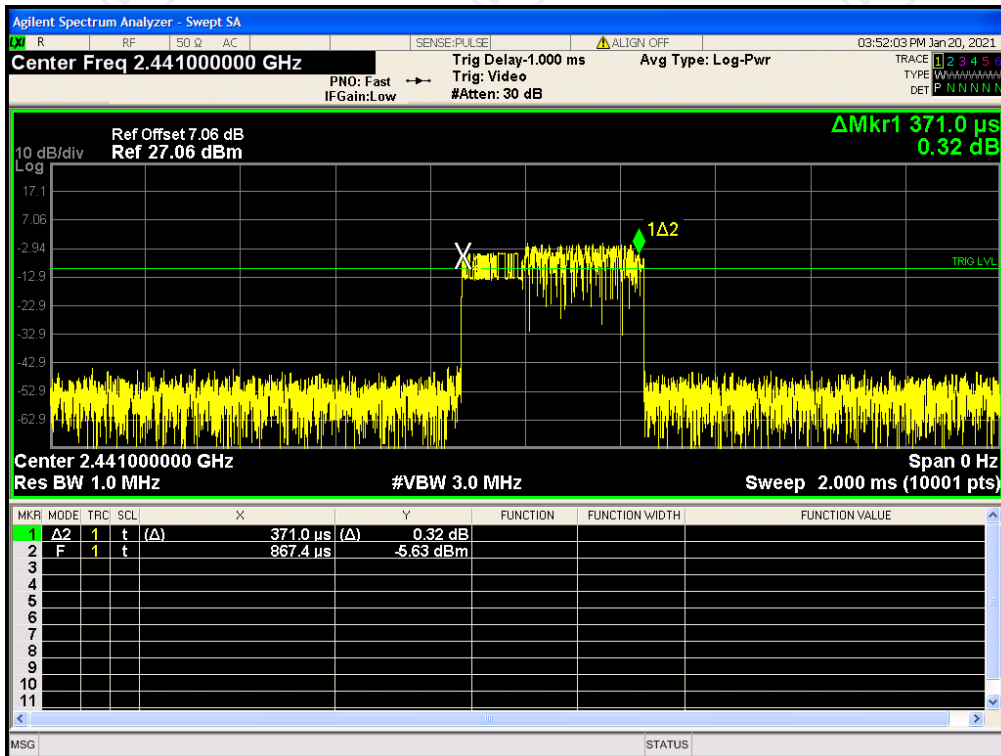 Agilent Spectrum Analyzer - Swept SA
LXI R RF 50 Ω AC SENSE:PULSE ALIGN OFF 03:52:03 PM Jan 20, 2021
Center Freq 2.441000000 GHz
PNO: Fast
IFGain:Low
Trig Delay-1.000 ms
Trig: Video
#Atten: 30 dB
Avg Type: Log-Pwr
TRACE 1 2 3 4 5 6
TYPE WWWWWW
DET P N N N N N
ΔMkr1 371.0 µs
0.32 dB
Ref Offset 7.06 dB
10 dB/div Ref 27.06 dBm
Log
17.1
7.06
1Δ2
-2.94
X
TRIG LVL
-12.9
-22.9
-32.9
-42.9
-52.9
-62.9
Center 2.441000000 GHz Span 0 Hz
Res BW 1.0 MHz #VBW 3.0 MHz Sweep 2.000 ms (10001 pts)
MKR MODE TRC SCL X Y FUNCTION FUNCTION WIDTH FUNCTION VALUE
1 Δ2 1 t (Δ) 371.0 µs (Δ) 0.32 dB
2 F 1 t 867.4 µs -5.63 dBm
3
4
5
6
7
8
9
10
11
MSG STATUS